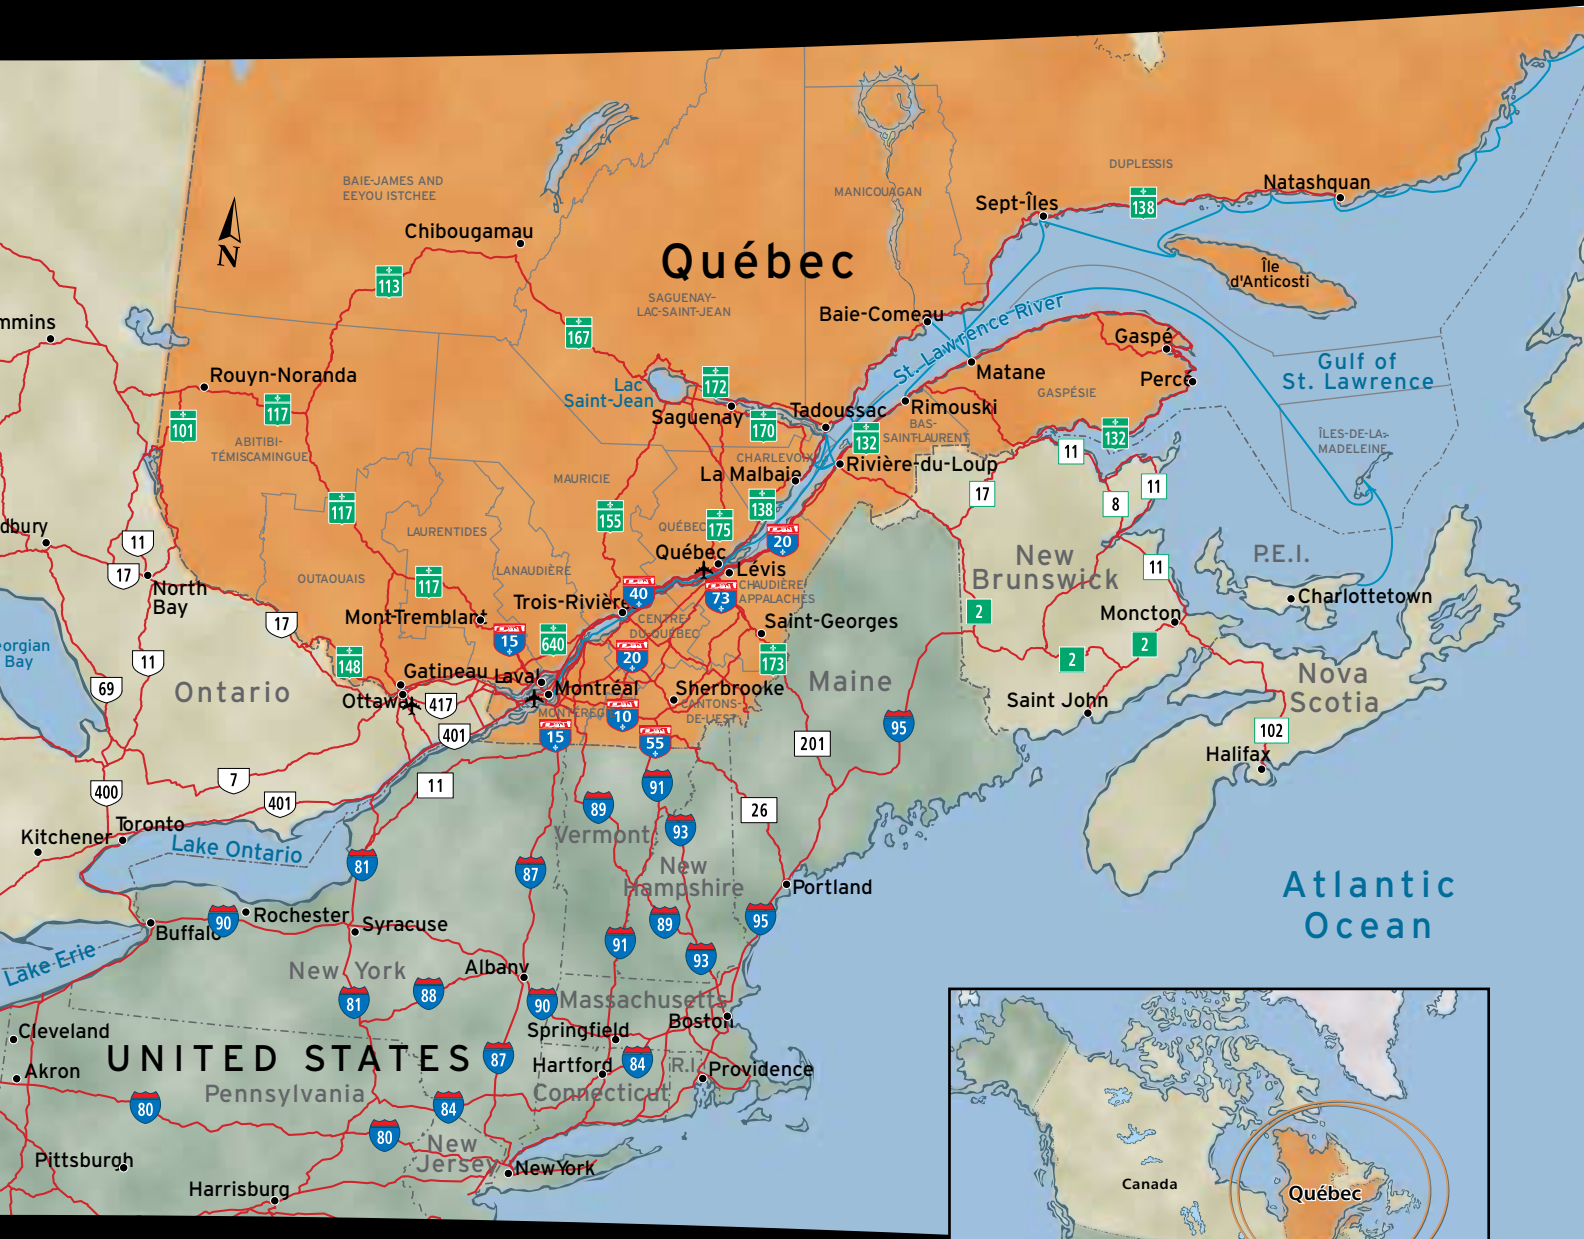 DUPLESSIS
BAIE-JAMES AND
EEYOU ISTCHEE
MANICOUAGAN
Natashquan
Sept-Îles
138
Chibougamau
N
Québec
113
Île
d'Anticosti
SAGUENAY–
LAC-SAINT-JEAN
Baie-Comeau
St. Lawrence River
mmins
167
Gaspé
Gulf of
St. Lawrence
Rouyn-Noranda
Matane
Percé
Lac
Saint-Jean
172
GASPÉSIE
117
101
Saguenay
170
Tadoussac
Rimouski
BAS-
SAINT-LAURENT
132
132
ABITIBI-
TÉMISCAMINGUE
CHARLEVOIX
ÎLES-DE-LA-
MADELEINE
11
Rivière-du-Loup
La Malbaie
MAURICIE
17
11
8
117
138
155
175
QUÉBEC
LAURENTIDES
dbury
11
20
Québec
Lévis
New
Brunswick
P.E.I.
17
North
Bay
OUTAOUAIS
LANAUDIÈRE
117
40
73
CHAUDIÈRE-
APPALACHES
11
Charlottetown
Mont-Tremblant
Trois-Rivières
CENTRE-
DU-QUÉBEC
Saint-Georges
2
Moncton
17
15
640
20
173
2
2
eorgian
Bay
11
148
Gatineau
Laval
Montréal
Sherbrooke
Maine
Nova
Scotia
69
Ontario
Ottawa
417
MONTÉRÉGIE
10
CANTONS-
DE-L'EST
Saint John
401
15
55
201
95
102
Halifax
7
11
91
400
401
89
26
Kitchener
Toronto
Lake Ontario
Vermont
93
81
87
New
Hampshire
Portland
Atlantic
Ocean
90
Rochester
Syracuse
89
95
Buffalo
91
93
Lake Erie
New York
Albany
81
88
90
Massachusetts
Boston
Cleveland
UNITED STATES
Springfield
87
Hartford
84
R.I.
Providence
Akron
Pennsylvania
Connecticut
80
84
80
New
Jersey
Pittsburgh
New York
Harrisburg
Canada
Québec